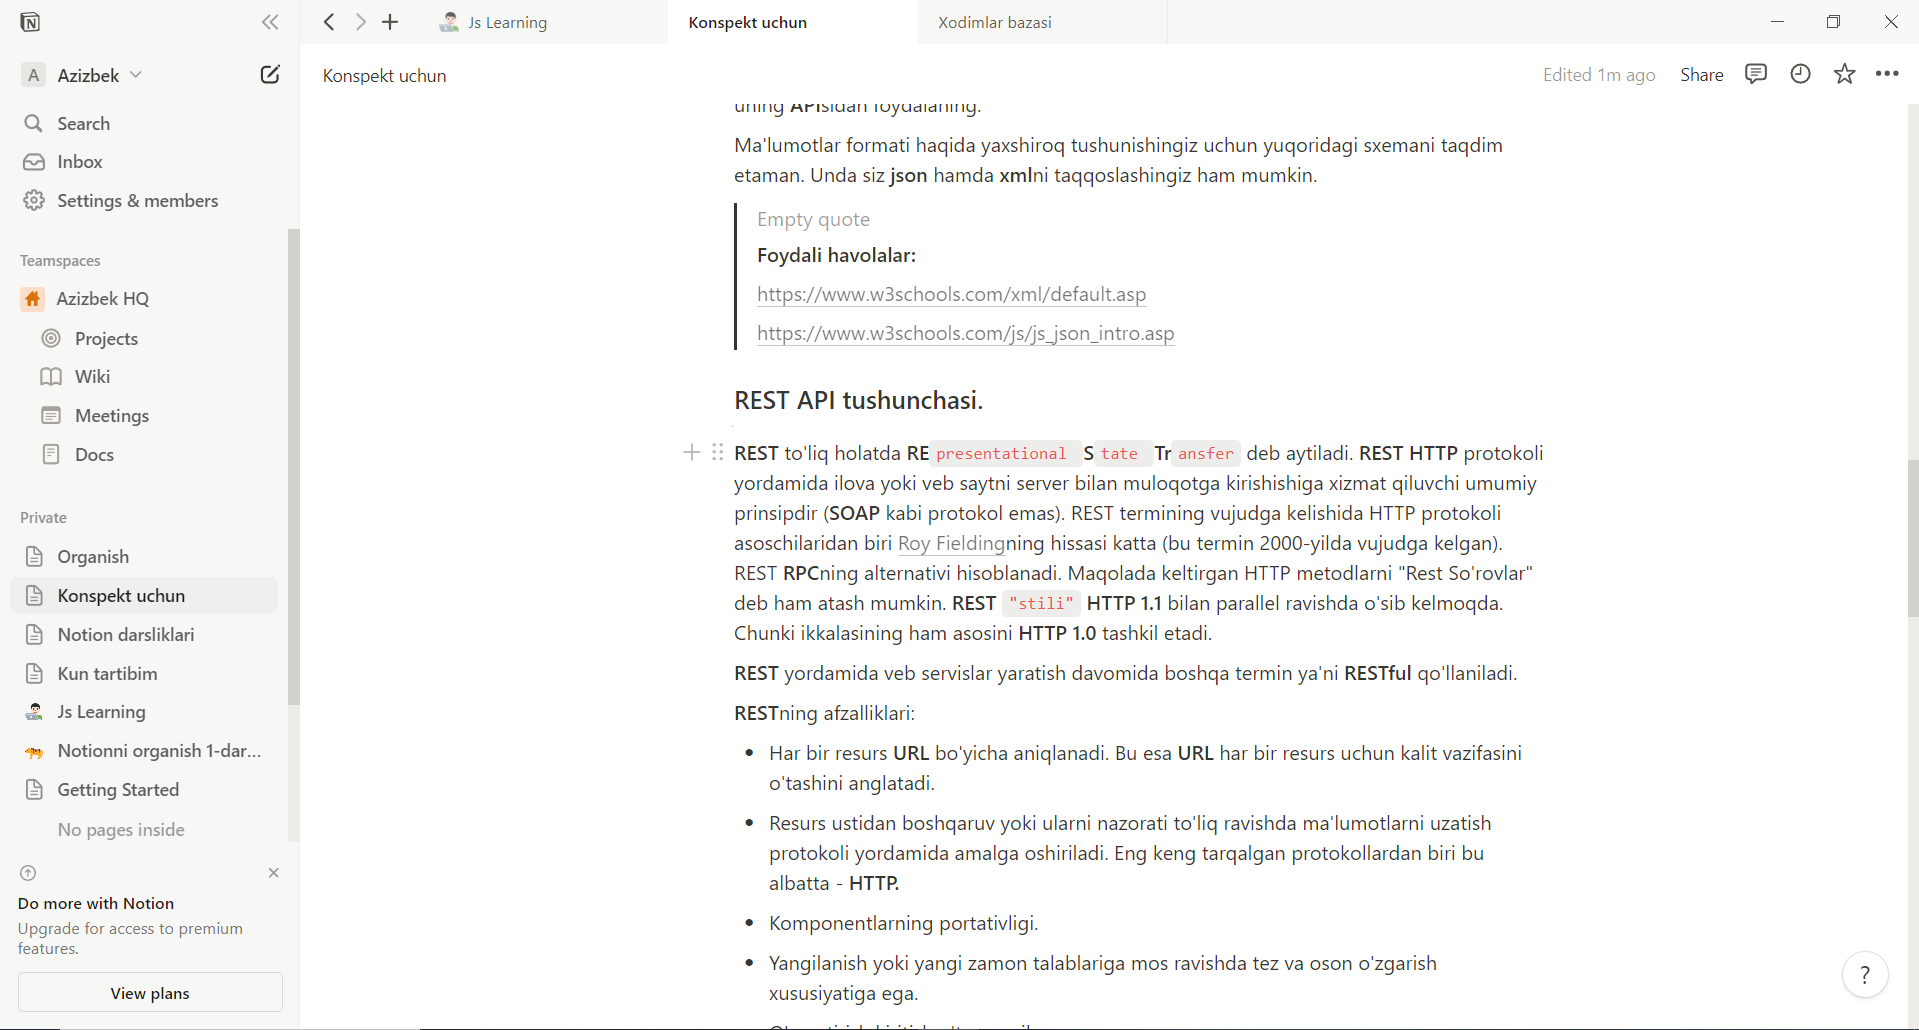 Js Learning
Konspekt uchun
Xodimlar bazasi
A Azizbek
Konspekt uchun
Edited 1m ago
Share
Search
Inbox
Settings & members
Teamspaces
Azizbek HQ
Projects
Wiki
Meetings
Docs
Private
Organish
Konspekt uchun
Notion darsliklari
Kun tartibim
Js Learning
Notionni organish 1-dar...
Getting Started
No pages inside
Do more with Notion
Upgrade for access to premium
features.
View plans
uning APIsidan foydalaning.
Ma'lumotlar formati haqida yaxshiroq tushunishingiz uchun yuqoridagi sxemani taqdim
etaman. Unda siz json hamda xmlni taqqoslashingiz ham mumkin.
Empty quote
Foydali havolalar:
https://www.w3schools.com/xml/default.asp
https://www.w3schools.com/js/js_json_intro.asp
REST API tushunchasi.
REST to'liq holatda REpresentational State Transfer deb aytiladi. REST HTTP protokoli
yordamida ilova yoki veb saytni server bilan muloqotga kirishishiga xizmat qiluvchi umumiy
prinsipdir (SOAP kabi protokol emas). REST termining vujudga kelishida HTTP protokoli
asoschilaridan biri Roy Fieldingning hissasi katta (bu termin 2000-yilda vujudga kelgan).
REST RPCning alternativi hisoblanadi. Maqolada keltirgan HTTP metodlarni "Rest So'rovlar"
deb ham atash mumkin. REST "stili" HTTP 1.1 bilan parallel ravishda o'sib kelmoqda.
Chunki ikkalasining ham asosini HTTP 1.0 tashkil etadi.
REST yordamida veb servislar yaratish davomida boshqa termin ya'ni RESTful qo'llaniladi.
RESTning afzalliklari:
• Har bir resurs URL bo'yicha aniqlanadi. Bu esa URL har bir resurs uchun kalit vazifasini
o'tashini anglatadi.
• Resurs ustidan boshqaruv yoki ularni nazorati to'liq ravishda ma'lumotlarni uzatish
protokoli yordamida amalga oshiriladi. Eng keng tarqalgan protokollardan biri bu
albatta - HTTP.
• Komponentlarning portativligi.
• Yangilanish yoki yangi zamon talablariga mos ravishda tez va oson o'zgarish
xususiyatiga ega.
?